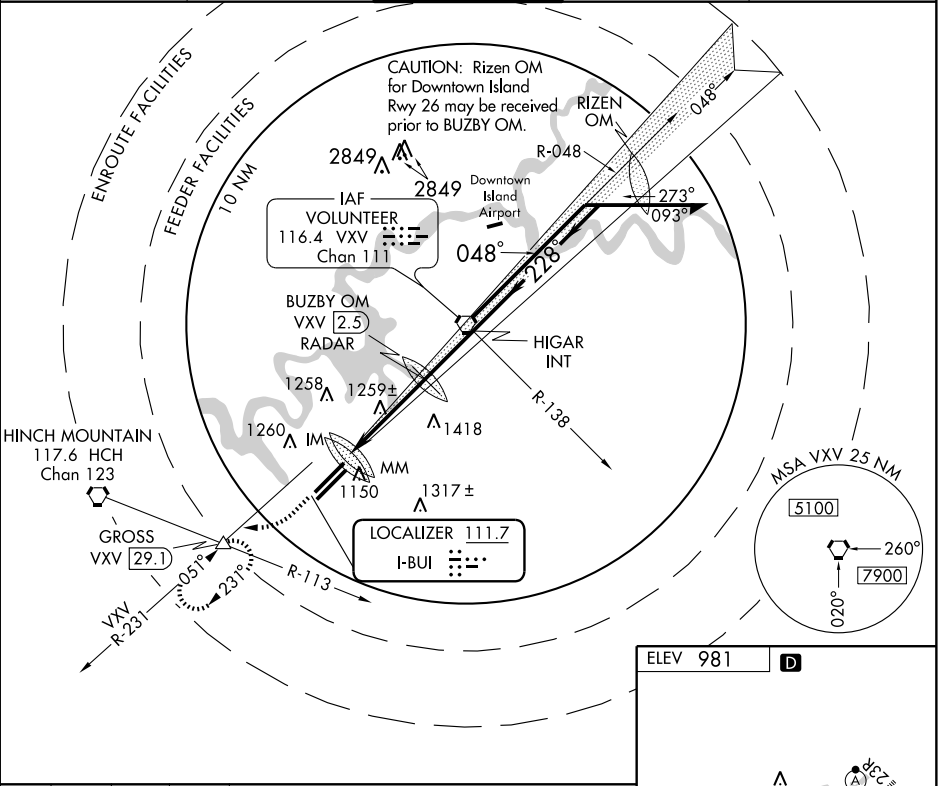 ENROUTE FACILITIES
FEEDER FACILITIES
10 NM
CAUTION: Rizen OM
for Downtown Island
Rwy 26 may be received
prior to BUZBY OM.
RIZEN
OM
048°
R-048
2849
2849
273°
093°
Downtown
Island
Airport
IAF
VOLUNTEER
116.4 VXV
Chan 111
048°
228°
BUZBY OM
VXV 2.5
RADAR
HIGAR
INT
R-138
1258
1259±
1418
1260
IM
MM
1150
1317±
HINCH MOUNTAIN
117.6 HCH
Chan 123
GROSS
VXV 29.1
LOCALIZER 111.7
I-BUI
R-113
051°
231°
VXV
R-231
MSA VXV 25 NM
5100
260°
7900
020°
ELEV 981
D
A
23R